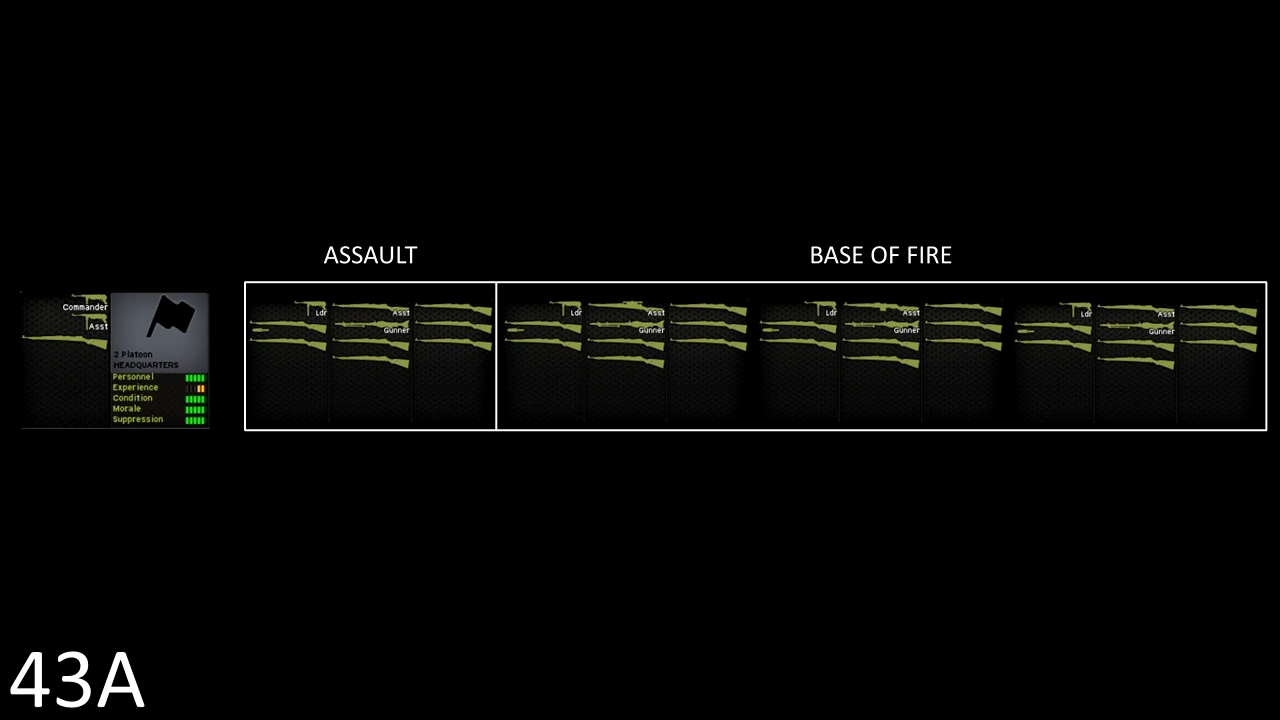 ASSAULT
BASE OF FIRE
Commander
Asst
2 Platoon
HEADQUARTERS
Personnel
Experience
Condition
Morale
Suppression
Ldr
Asst
Gunner
Ldr
Asst
Gunner
Ldr
Asst
Gunner
Ldr
Asst
Gunner
43A